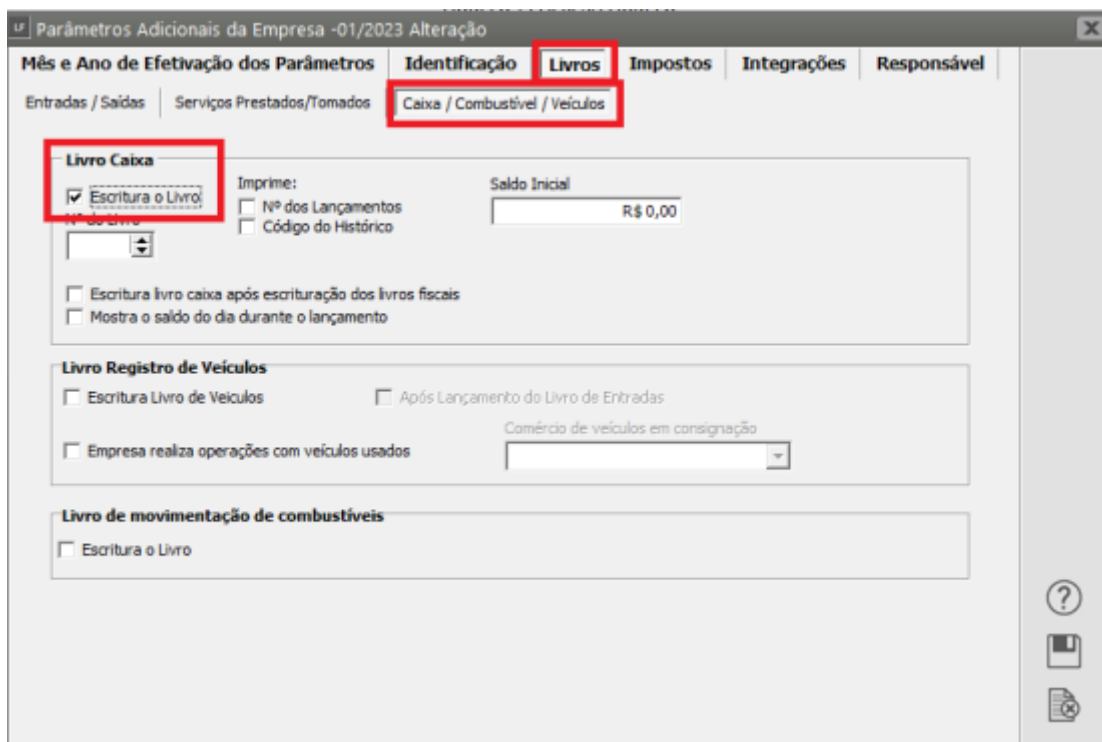 LF Parâmetros Adicionais da Empresa -01/2023 Alteração
Mês e Ano de Efetivação dos Parâmetros Identificação Livros Impostos Integrações Responsável
Entradas / Saídas Serviços Prestados/Tomados Caixa / Combustível / Veículos
Livro Caixa
Escritura o Livro Imprime: Saldo Inicial
Nº dos Lançamentos R$ 0,00
Nº do Livro Código do Histórico
Escritura livro caixa após escrituração dos livros fiscais
Mostra o saldo do dia durante o lançamento
Livro Registro de Veículos
Escritura Livro de Veiculos Após Lançamento do Livro de Entradas
Comércio de veículos em consignação
Empresa realiza operações com veículos usados
Livro de movimentação de combustíveis
Escritura o Livro